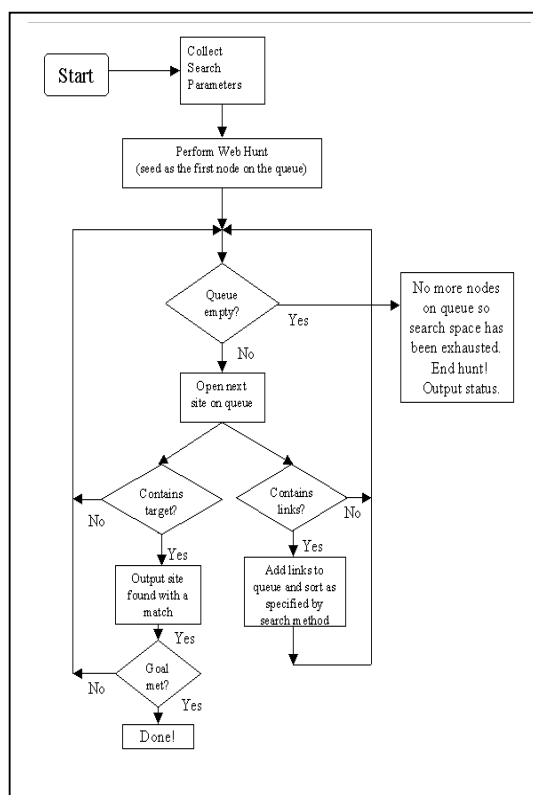 Start
Collect
Search
Parameters
Perform Web Hunt
(seed as the first node on the queue)
Queue
empty?
Yes
No
No more nodes
on queue so
search space has
been exhausted.
End hunt!
Output status.
Open next
site on queue
Contains
target?
No
Yes
Contains
links?
No
Yes
Output site
found with a
match
Add links to
queue and sort as
specified by
search method
Yes
Goal
met?
No
Yes
Done!